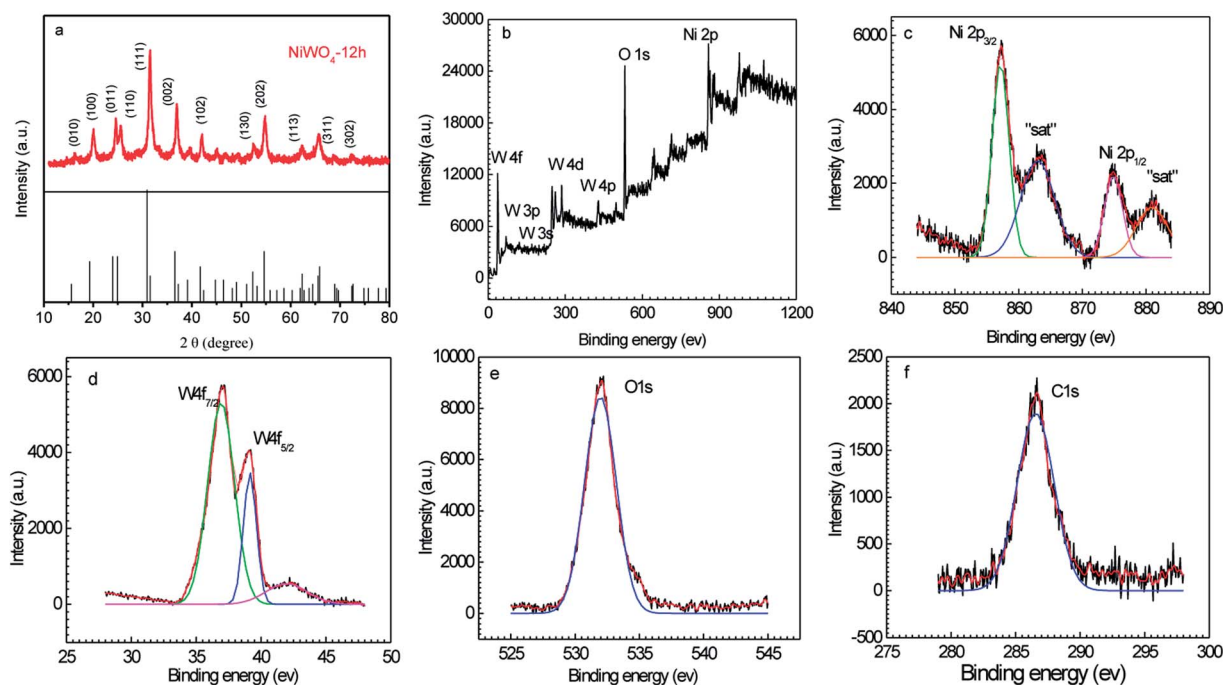 a
NiWO₄-12h
(010)
(100)
(011)
(110)
(111)
(002)
(102)
(130)
(202)
(113)
(311)
(302)
Intensity (a.u.)
10 20 30 40 50 60 70 80
2 θ (degree)
b
30000
24000
18000
12000
6000
0
Intensity (a.u.)
W 4f
W 3p
W 3s
W 4d
W 4p
O 1s
Ni 2p
0 300 600 900 1200
Binding energy (ev)
c
6000
4000
2000
0
Intensity (a.u.)
Ni 2p₃/₂
"sat"
Ni 2p₁/₂
"sat"
840 850 860 870 880 890
Binding energy (ev)
d
6000
4000
2000
0
Intensity (a.u.)
W4f₇/₂
W4f₅/₂
25 30 35 40 45 50
Binding energy (ev)
e
10000
8000
6000
4000
2000
0
Intensity (a.u.)
O1s
525 530 535 540 545
Binding energy (ev)
f
2500
2000
1500
1000
500
0
-500
Intensity (a.u.)
C1s
275 280 285 290 295 300
Binding energy (ev)